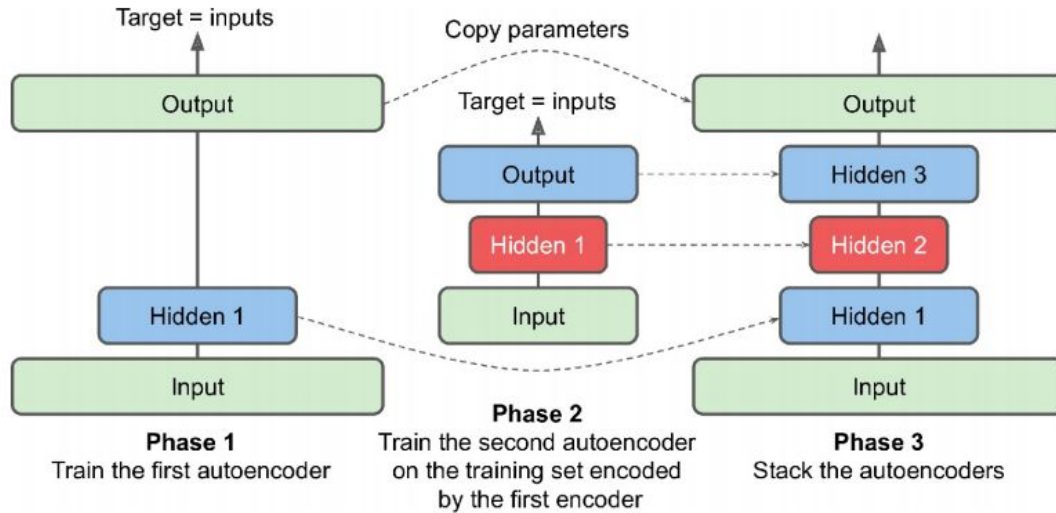 Target = inputs
Copy parameters
Output
Target = inputs
Output
Output
Hidden 3
Hidden 1
Hidden 2
Hidden 1
Input
Hidden 1
Input
Input
Phase 1
Train the first autoencoder
Phase 2
Train the second autoencoder
on the training set encoded
by the first encoder
Phase 3
Stack the autoencoders